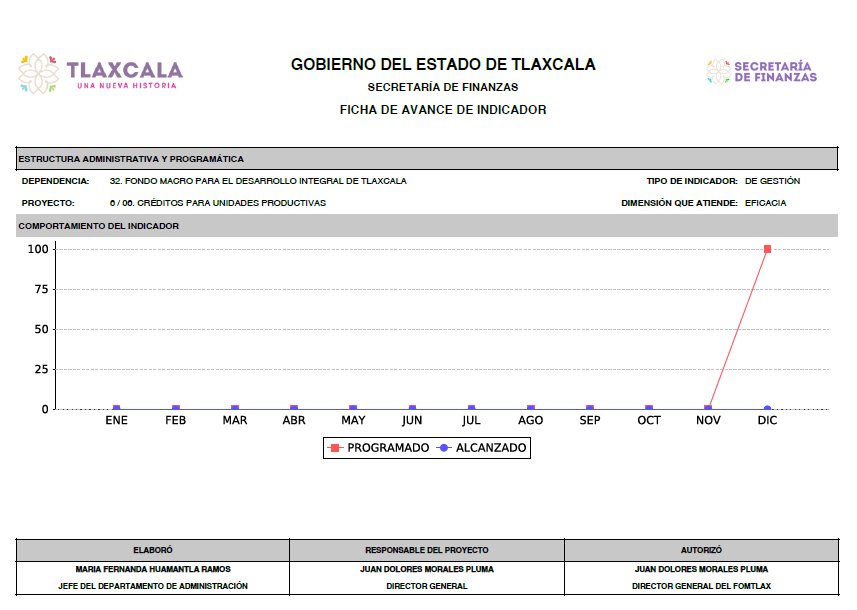 TLAXCALA
UNA NUEVA HISTORIA
GOBIERNO DEL ESTADO DE TLAXCALA
SECRETARÍA DE FINANZAS
FICHA DE AVANCE DE INDICADOR
SECRETARÍA
DE FINANZAS
ESTRUCTURA ADMINISTRATIVA Y PROGRAMÁTICA
DEPENDENCIA: 32. FONDO MACRO PARA EL DESARROLLO INTEGRAL DE TLAXCALA TIPO DE INDICADOR: DE GESTIÓN
PROYECTO: 6 / 06. CRÉDITOS PARA UNIDADES PRODUCTIVAS DIMENSIÓN QUE ATIENDE: EFICACIA
COMPORTAMIENTO DEL INDICADOR
100
75
50
25
0
ENE FEB MAR ABR MAY JUN JUL AGO SEP OCT NOV DIC
PROGRAMADO ALCANZADO
ELABORÓ RESPONSABLE DEL PROYECTO AUTORIZÓ
MARIA FERNANDA HUAMANTLA RAMOS JUAN DOLORES MORALES PLUMA JUAN DOLORES MORALES PLUMA
JEFE DEL DEPARTAMENTO DE ADMINISTRACIÓN DIRECTOR GENERAL DIRECTOR GENERAL DEL FOMTLAX